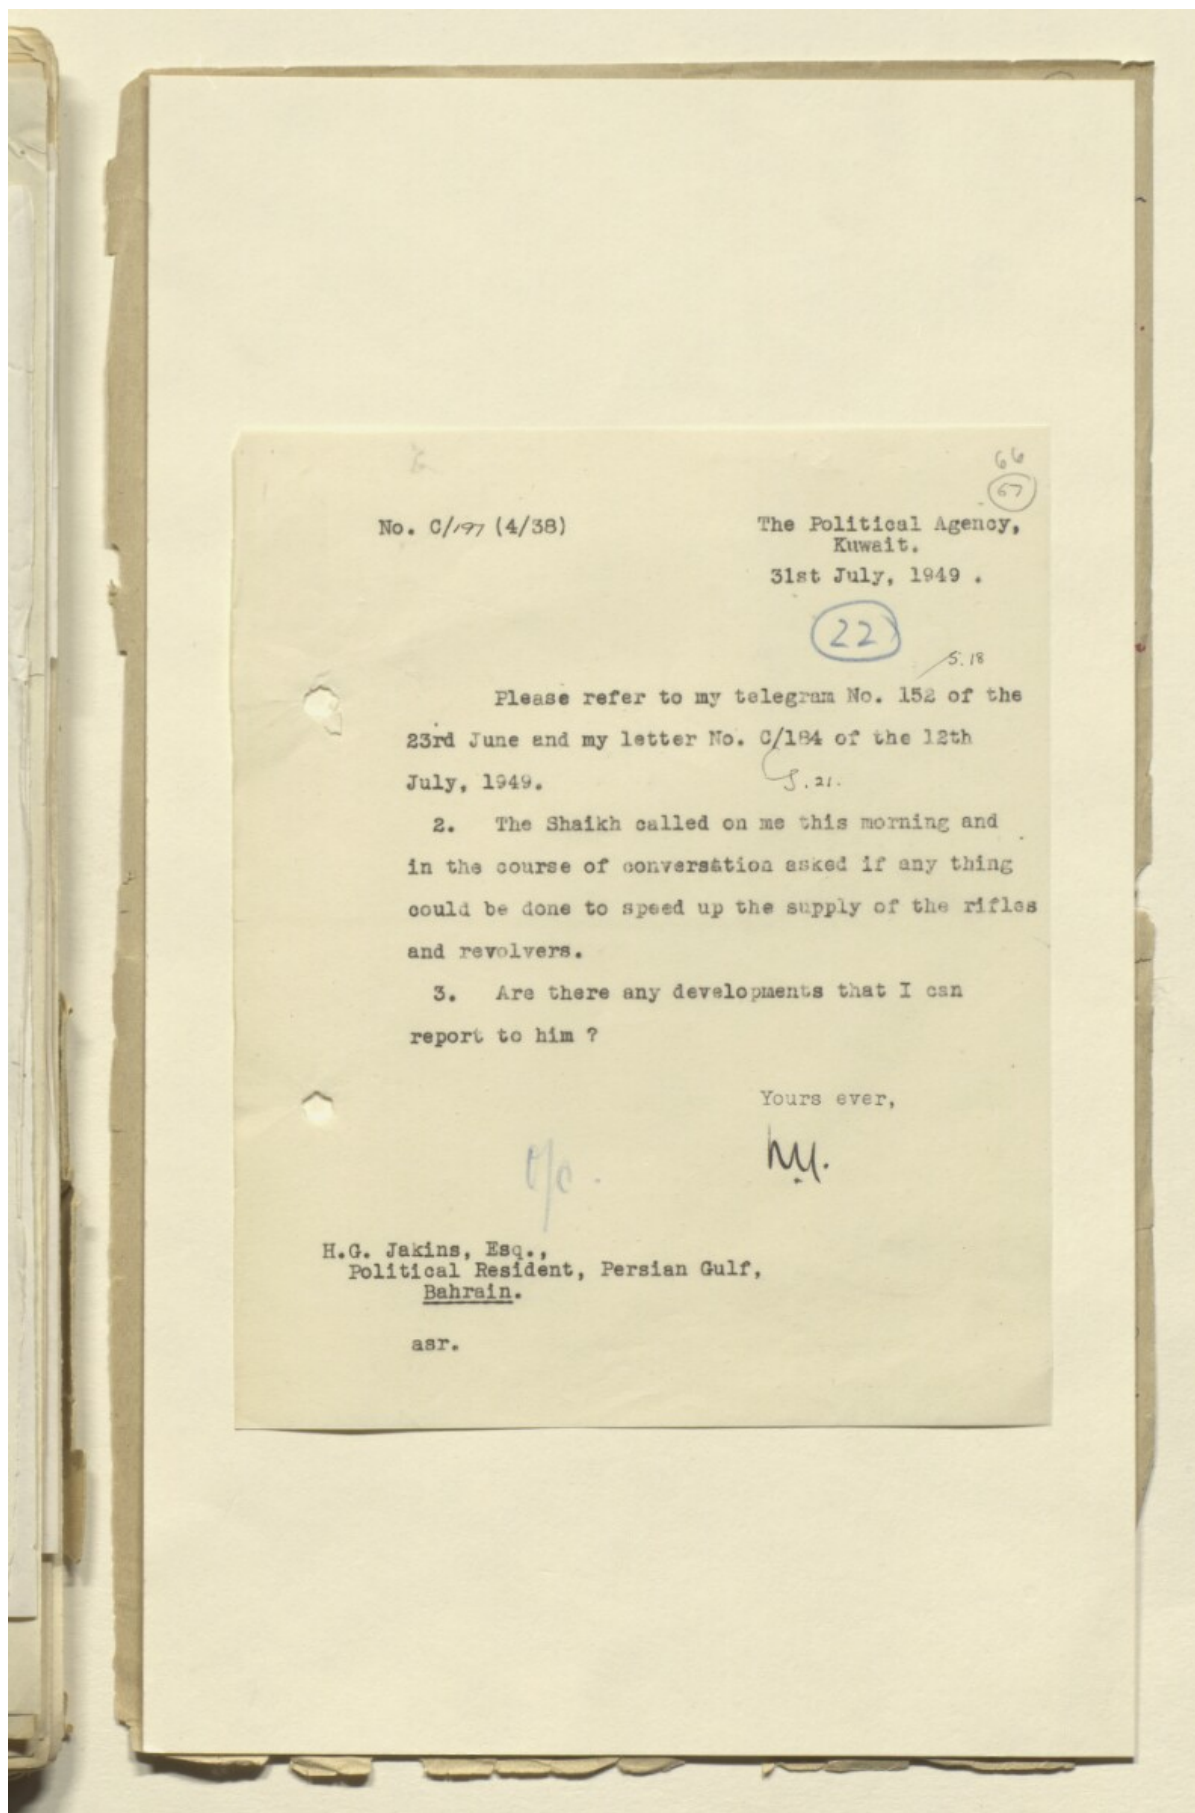 66
67
No. C/197 (4/38)
The Political Agency,
Kuwait.
31st July, 1949 .
22
S.18
Please refer to my telegram No. 152 of the
23rd June and my letter No. C/184 of the 12th
July, 1949.
S.21.
2. The Shaikh called on me this morning and
in the course of conversation asked if any thing
could be done to speed up the supply of the rifles
and revolvers.
3. Are there any developments that I can
report to him ?
Yours ever,
o/c.
H.G. Jakins, Esq.,
Political Resident, Persian Gulf,
Bahrain.
asr.